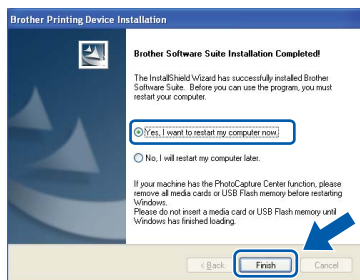 Brother Printing Device Installation
Brother Software Suite Installation Completed!
The InstallShield Wizard has successfully installed Brother
Software Suite. Before you can use the program, you must
restart your computer.
Yes, I want to restart my computer now.
No, I will restart my computer later.
If your machine has the PhotoCapture Center function, please
remove all media cards or USB Flash memory before restarting
Windows.
Please do not insert a media card or USB Flash memory until
Windows has finished loading.
< Back
Finish
Cancel